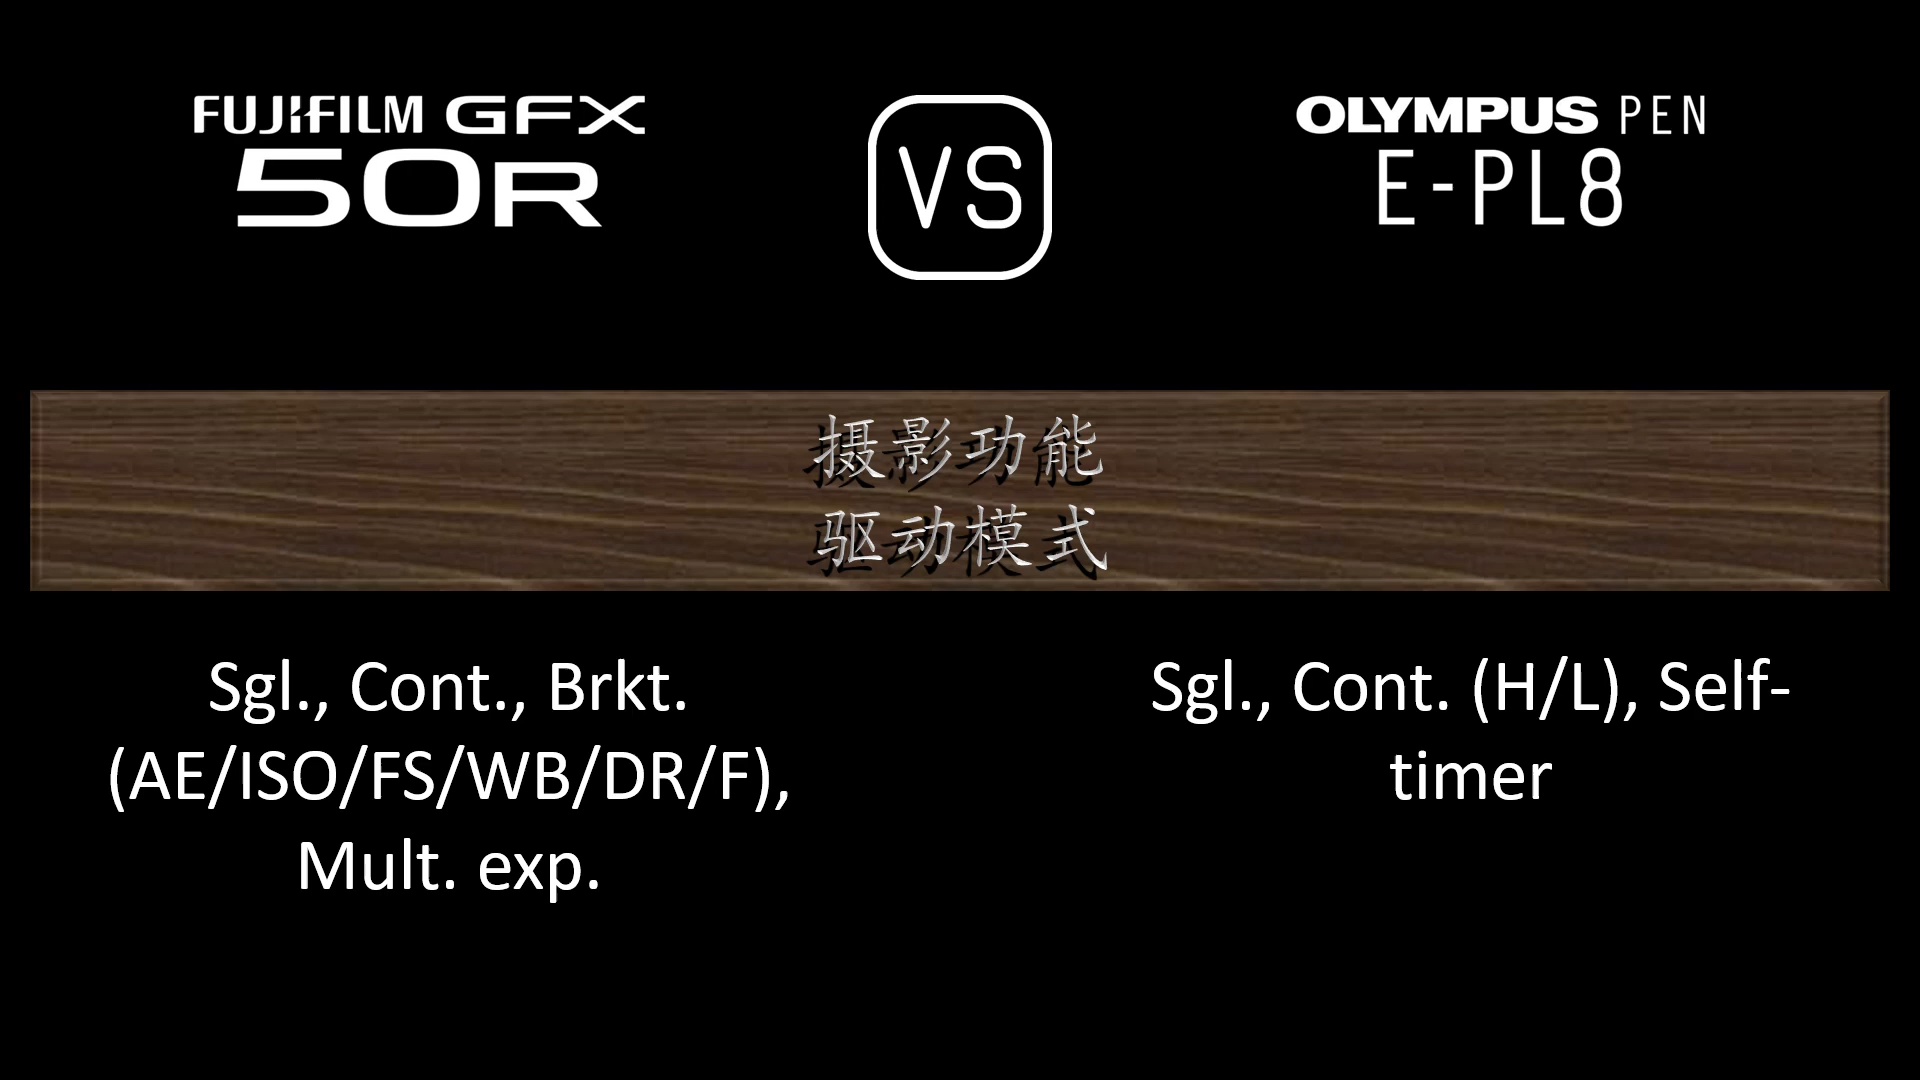 FUJIFILM GFX
50R
VS
OLYMPUS PEN
E-PL8
摄影功能
驱动模式
Sgl., Cont., Brkt.
(AE/ISO/FS/WB/DR/F),
Mult. exp.
Sgl., Cont. (H/L), Self-
timer